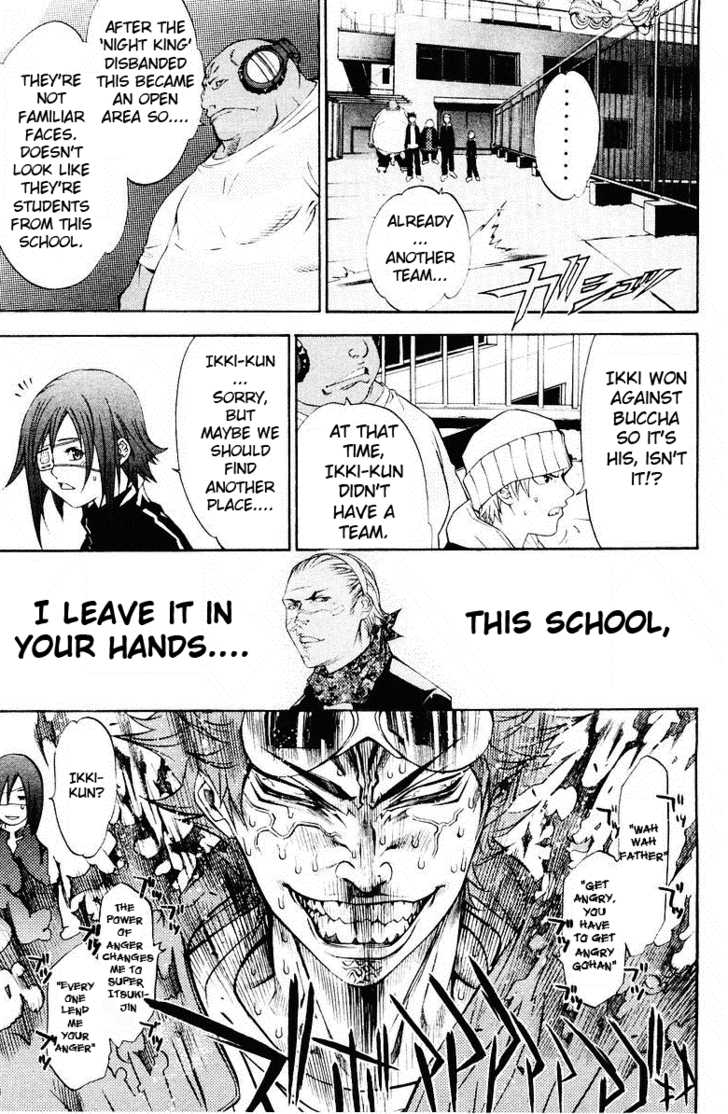 . . . . . .
ALREADY
...
ANOTHER
TEAM...
ガシュッ
AFTER THE
'NIGHT KING'
DISBANDED
THIS BECAME
AN OPEN
AREA SO....
THEY'RE
NOT
FAMILIAR
FACES.
DOESN'T
LOOK LIKE
THEY'RE
STUDENTS
FROM THIS
SCHOOL.
IKKI WON
AGAINST
BUCCHA
SO IT'S
HIS, ISN'T
IT!?
AT THAT
TIME,
IKKI-KUN
DIDN'T
HAVE A
TEAM.
IKKI-KUN
...
SORRY,
BUT
MAYBE WE
SHOULD
FIND
ANOTHER
PLACE....
THIS SCHOOL,
I LEAVE IT IN
YOUR HANDS....
"WAH
WAH
FATHER"
"GET
ANGRY,
YOU
HAVE
TO GET
ANGRY
GOHAN"
IKKI-
KUN?
THE
POWER
OF
ANGER
CHANGES
ME TO
SUPER
ITSUKI-
JIN
"EVERY
ONE
LEND
ME
YOUR
ANGER"